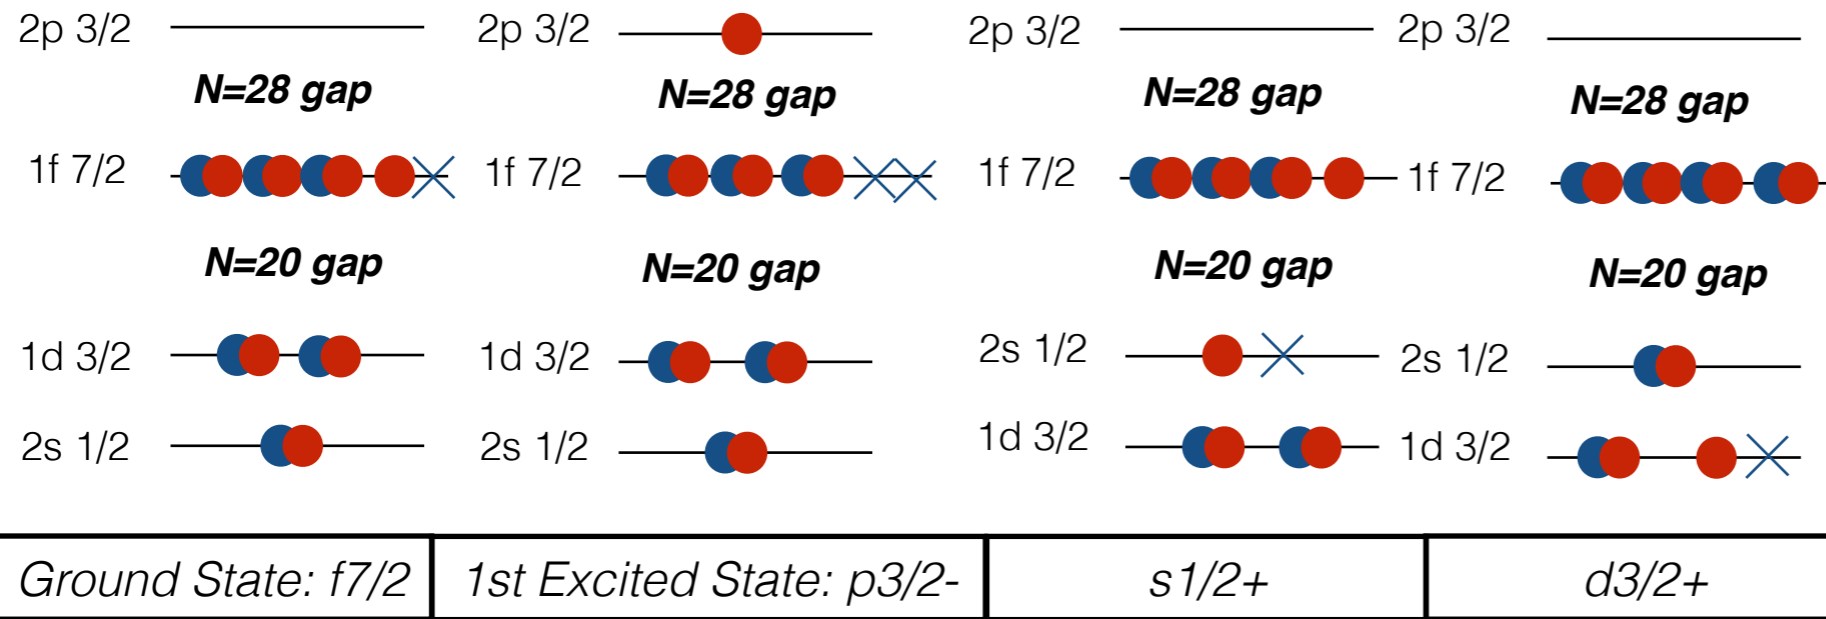 2p 3/2 2p 3/2 2p 3/2 2p 3/2
N=28 gap N=28 gap N=28 gap N=28 gap
1f 7/2 1f 7/2 1f 7/2 1f 7/2
N=20 gap N=20 gap N=20 gap N=20 gap
1d 3/2 1d 3/2 2s 1/2 2s 1/2
2s 1/2 2s 1/2 1d 3/2 1d 3/2
Ground State: f7/2 1st Excited State: p3/2- s1/2+ d3/2+